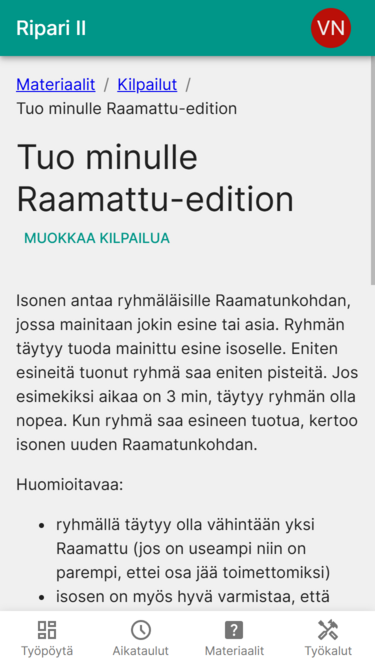 Ripari II
VN
Materiaalit / Kilpailut /
Tuo minulle Raamattu-edition
Tuo minulle
Raamattu-edition
MUOKKAA KILPAILUA
Isonen antaa ryhmäläisille Raamatunkohdan,
jossa mainitaan jokin esine tai asia. Ryhmän
täytyy tuoda mainittu esine isoselle. Eniten
esineitä tuonut ryhmä saa eniten pisteitä. Jos
esimekiksi aikaa on 3 min, täytyy ryhmän olla
nopea. Kun ryhmä saa esineen tuotua, kertoo
isonen uuden Raamatunkohdan.
Huomioitavaa:
• ryhmällä täytyy olla vähintään yksi
Raamattu (jos on useampi niin on
parempi, ettei osa jää toimettomiksi)
• isosen on myös hyvä varmistaa, että
Työpöytä Aikataulut Materiaalit Työkalut